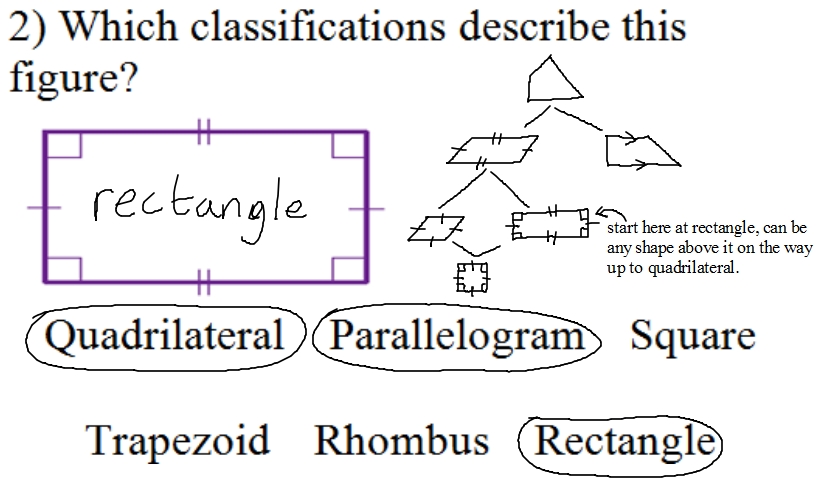 2) Which classifications describe this
figure?
rectangle
start here at rectangle, can be
any shape above it on the way
up to quadrilateral.
Quadrilateral Parallelogram Square
Trapezoid Rhombus Rectangle